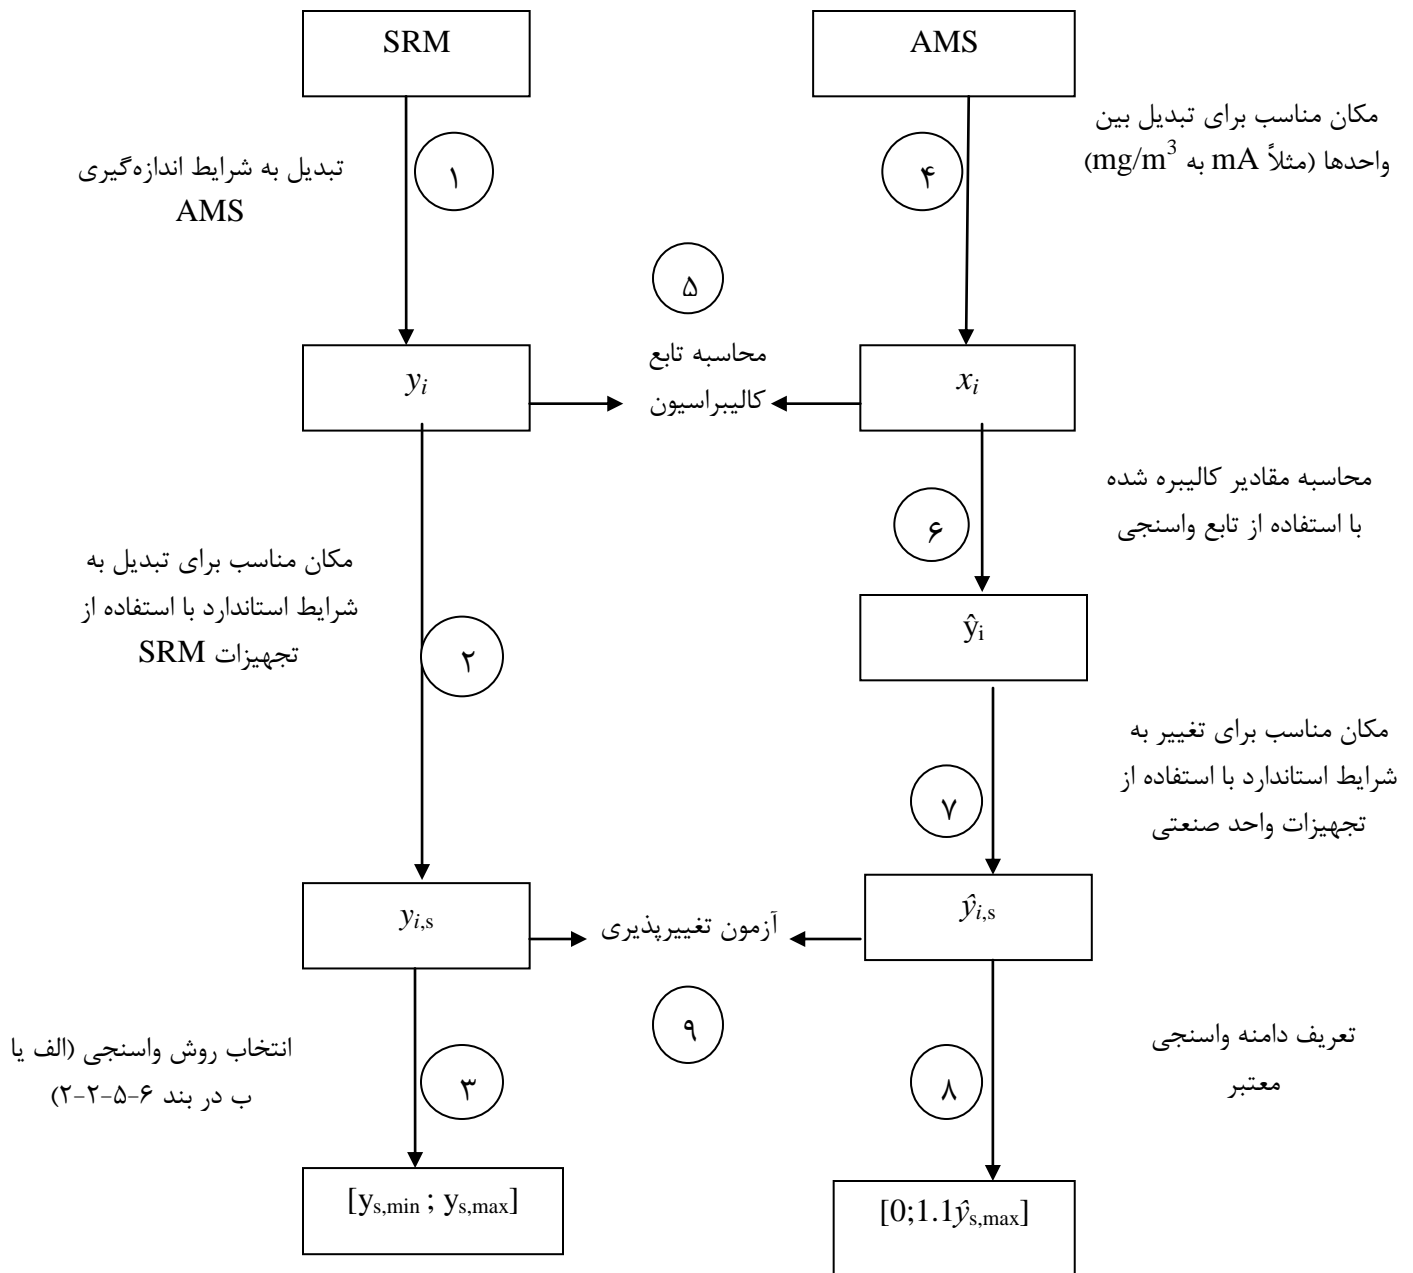 SRM
AMS
مکان مناسب برای تبدیل بین
واحدها (مثلاً mA به mg/m³)
تبدیل به شرایط اندازه‌گیری
AMS
۱
۴
۵
محاسبه تابع
کالیبراسیون
yᵢ
xᵢ
محاسبه مقادیر کالیبره شده
با استفاده از تابع واسنجی
۶
مکان مناسب برای تبدیل به
شرایط استاندارد با استفاده از
تجهیزات SRM
۲
ŷi
مکان مناسب برای تغییر به
شرایط استاندارد با استفاده از
تجهیزات واحد صنعتی
۷
yi,s
آزمون تغییرپذیری
ŷi,s
۹
انتخاب روش واسنجی (الف یا
ب در بند ۶-۵-۲-۲)
۳
۸
تعریف دامنه واسنجی
معتبر
[ys,min ; ys,max]
[0;1.1ŷs,max]